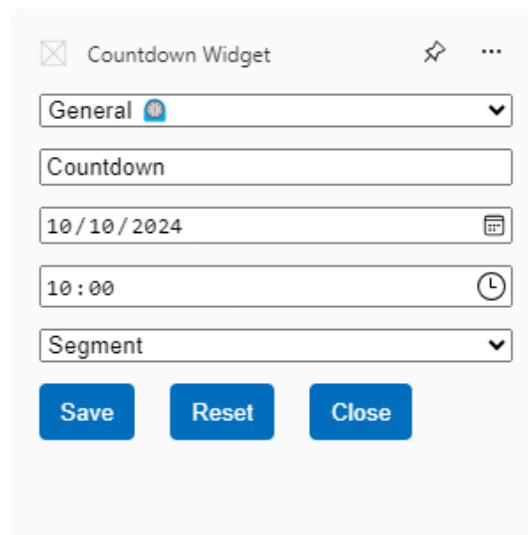 Countdown Widget
General
Countdown
10/10/2024
10:00
Segment
Save Reset Close